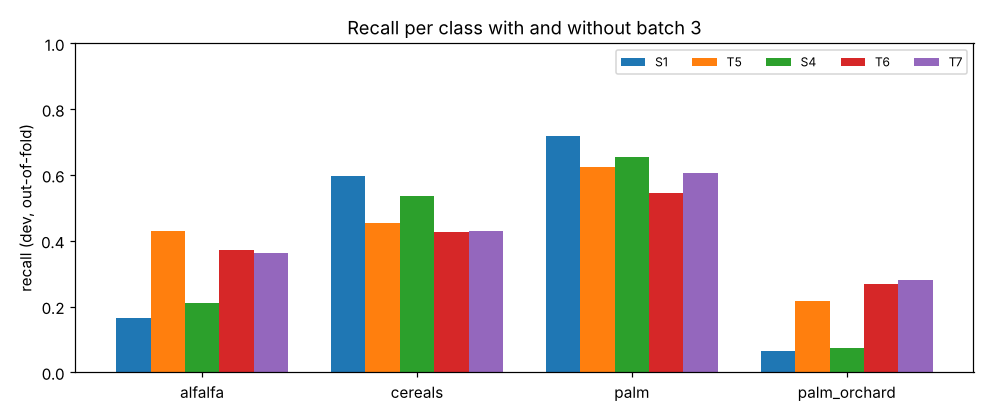 Recall per class with and without batch 3
S1 T5 S4 T6 T7
recall (dev, out-of-fold)
1.0
0.8
0.6
0.4
0.2
0.0
alfalfa cereals palm palm_orchard